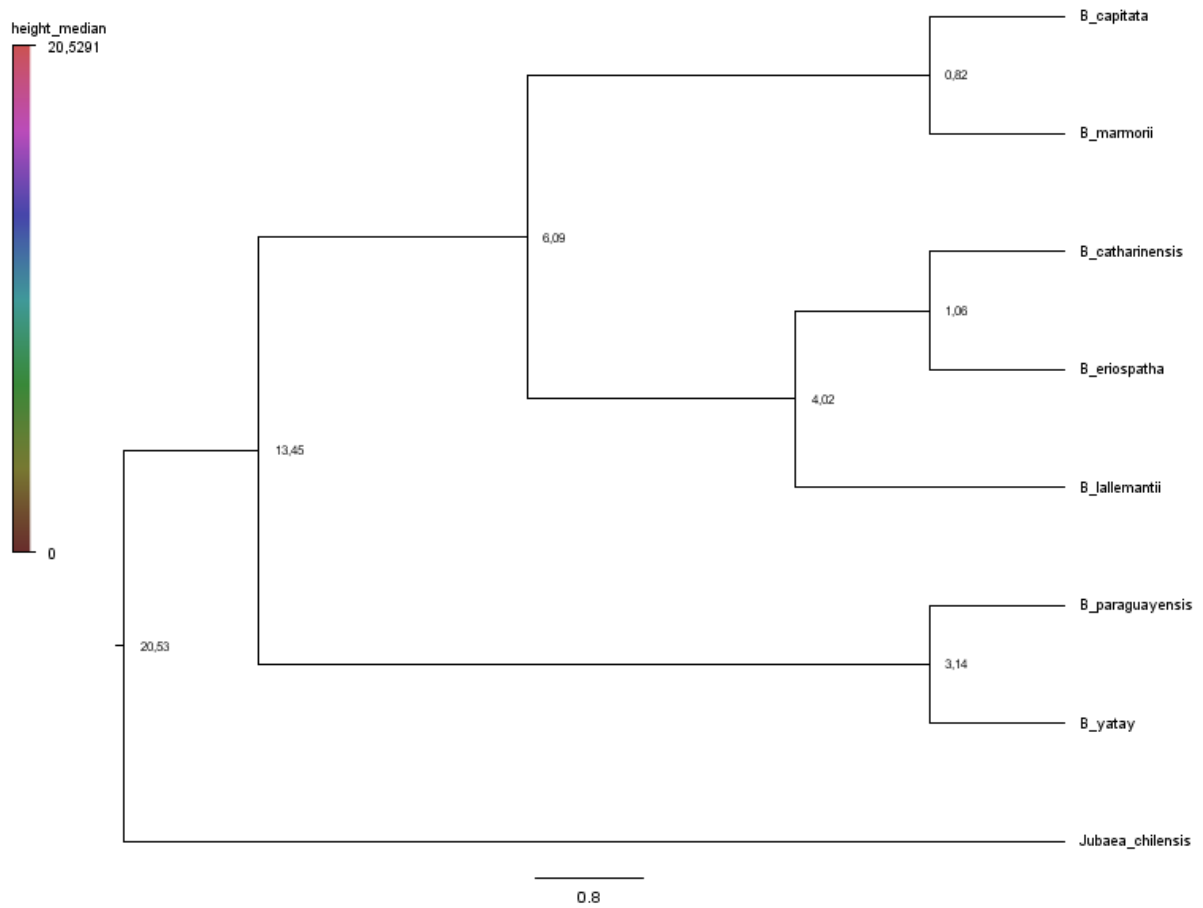 height_median
20,5291
0
B_capitata
0,82
B_marmorii
6,09
B_catharinensis
1,06
B_eriospatha
4,02
13,45
B_lallemantii
B_paraguayensis
20,53
3,14
B_yatay
Jubaea_chilensis
0.8